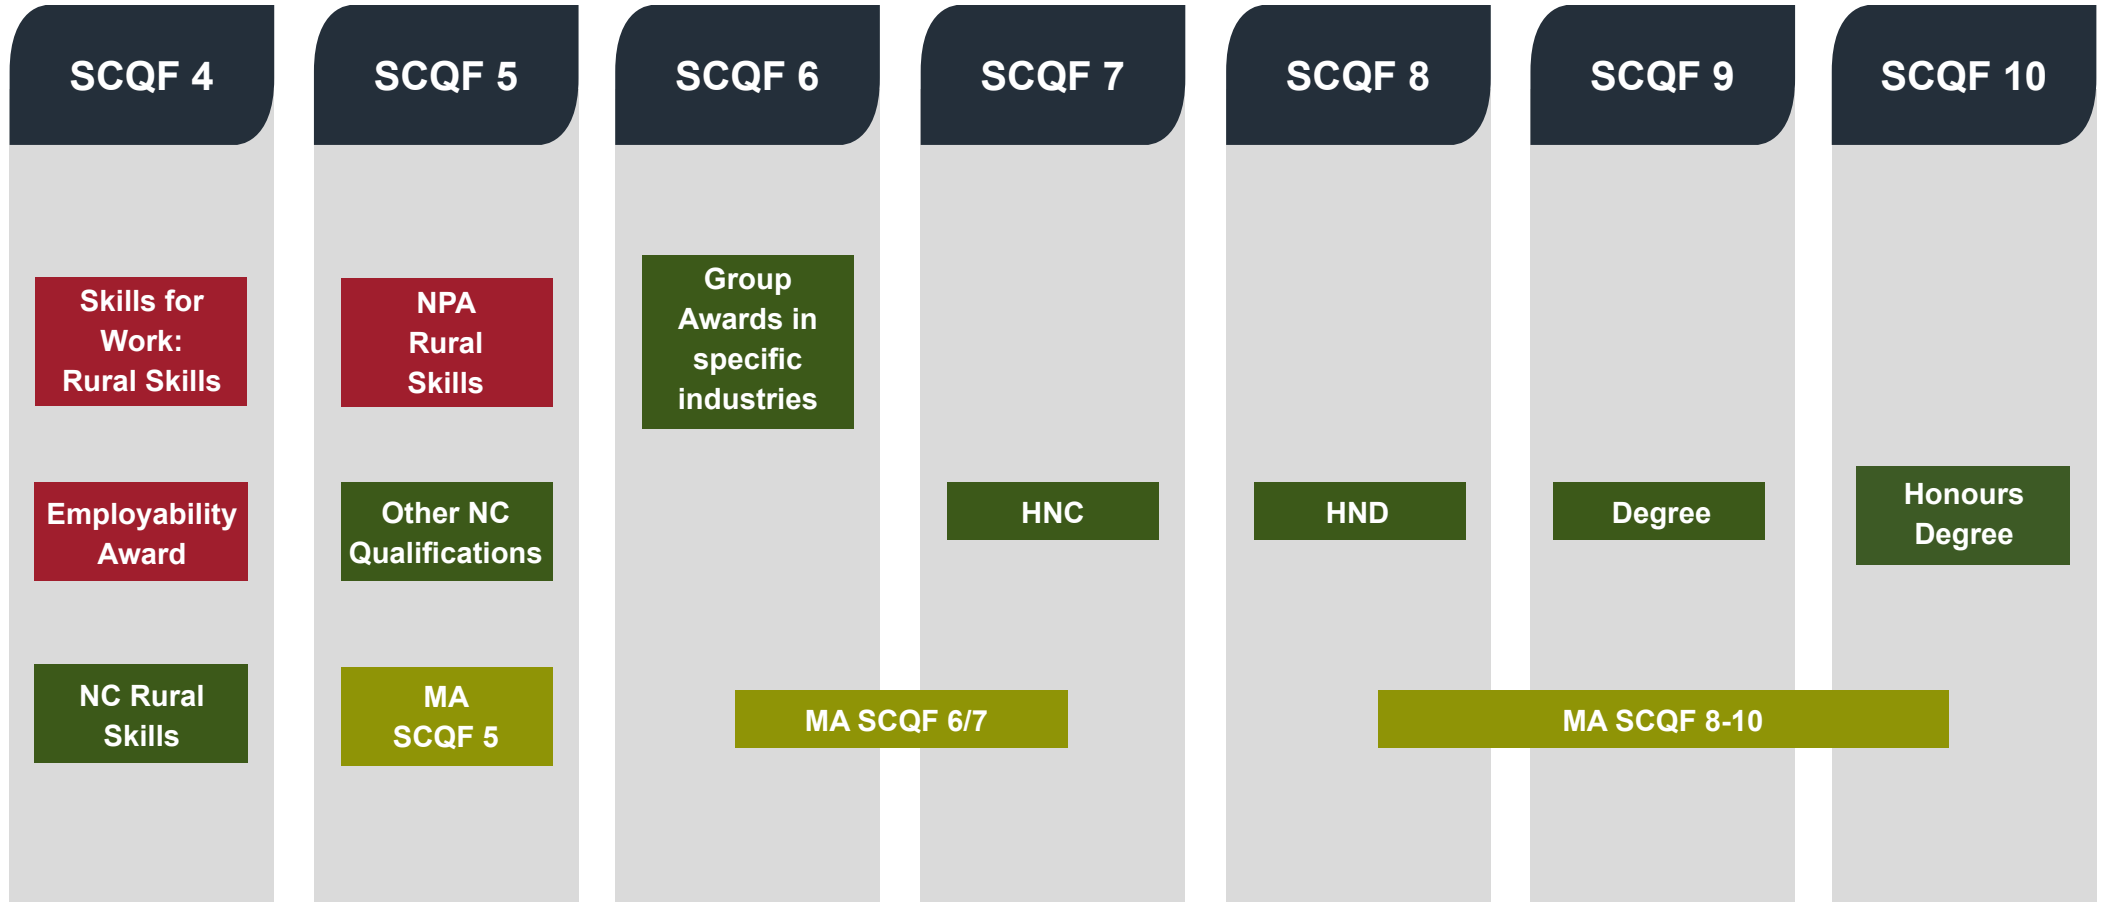 SCQF 4
SCQF 5
SCQF 6
SCQF 7
SCQF 8
SCQF 9
SCQF 10
Skills for
Work:
Rural Skills
NPA
Rural
Skills
Group
Awards in
specific
industries
Employability
Award
Other NC
Qualifications
HNC
HND
Degree
Honours
Degree
NC Rural
Skills
MA
SCQF 5
MA SCQF 6/7
MA SCQF 8-10